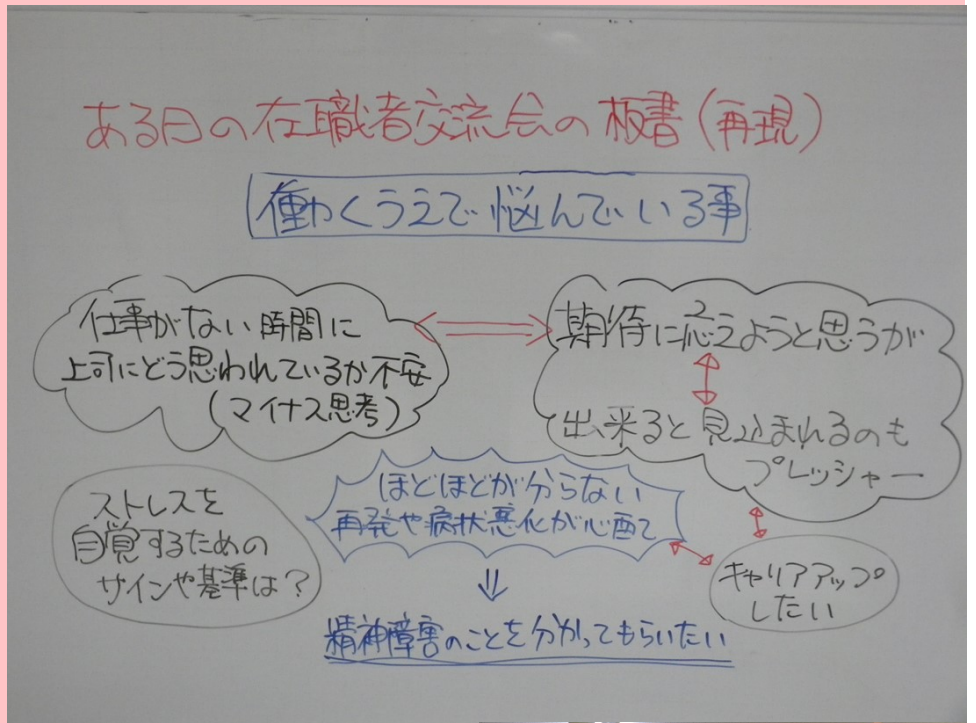 ある日の在職者交流会の板書(再現)
働くうえで悩んでいる事
仕事がない時間に
上司にどう思われているか不安
(マイナス思考)
期待に応えようと思うが
出来ると見込まれるのも
プレッシャー
ほどほどが分らない
再発や病状悪化が心配で
ストレスを
自覚するための
サインや基準は?
キャリアアップ
したい
精神障害のことを分かってもらいたい